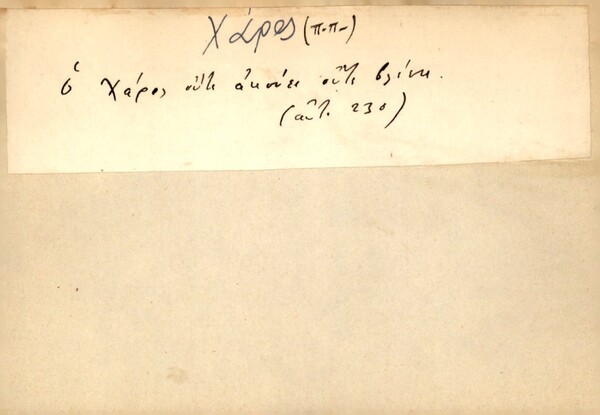 Χάρος (π.π.-)
ὁ Χάρος οὔτε ἀκούει οὔτε βλέπει.
(αὐτ. 230)